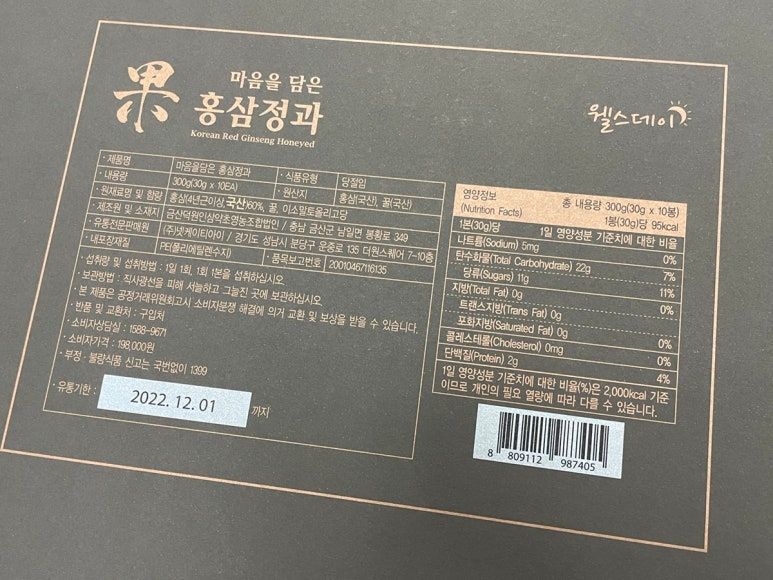 果
마음을 담은
홍삼정과
Korean Red Ginseng Honeyed
웰스데이
· 제품명 마음을담은 홍삼정과 · 식품유형 당절임
· 내용량 300g(30g x 10EA) · 원산지 홍삼(국산), 꿀(국산)
· 원재료명 및 함량 홍삼(4년근이상, 국산)60%, 꿀, 이소말토올리고당
· 제조원 및 소재지 금산덕원인삼약초영농조합법인 / 충남 금산군 남일면 봉황로 349
· 유통전문판매원 (주)넷케이티아이 / 경기도 성남시 분당구 운중로 135 더원스퀘어 7-10층
· 내포장재질 PE(폴리에틸렌수지) · 품목보고번호 20010467116135
· 섭취량 및 섭취방법 : 1일 1회, 1회 1본을 섭취하십시오.
· 보관방법 : 직사광선을 피해 서늘하고 그늘진 곳에 보관하십시오.
· 본 제품은 공정거래위원회고시 소비자분쟁 해결에 의거 교환 및 보상을 받을 수 있습니다.
· 반품 및 교환처 : 구입처
· 소비자상담실 : 1588-9671
· 소비자가격 : 198,000원
· 부정 · 불량식품 신고는 국번없이 1399
· 유통기한 : 2022. 12. 01 까지
영양정보 총 내용량 300g(30g x 10봉)
(Nutrition Facts) 1봉(30g)당 95kcal
1본(30g)당 1일 영양성분 기준치에 대한 비율
나트륨(Sodium) 5mg 0%
탄수화물(Total Carbohydrate) 22g 7%
당류(Sugars) 11g 11%
지방(Total Fat) 0g 0%
트랜스지방(Trans Fat) 0g
포화지방(Saturated Fat) 0g 0%
콜레스테롤(Cholesterol) 0mg 0%
단백질(Protein) 2g 4%
1일 영양성분 기준치에 대한 비율(%)은 2,000kcal 기준
이므로 개인의 필요 열량에 따라 다를 수 있습니다.
8 809112 987405